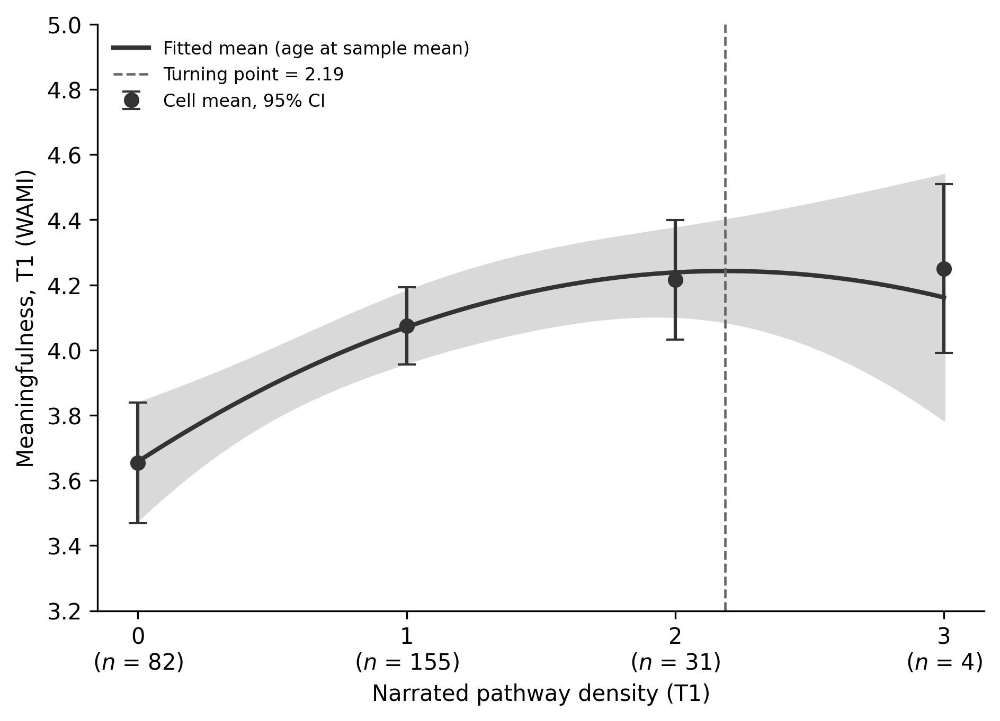 Fitted mean (age at sample mean)
Turning point = 2.19
Cell mean, 95% CI
Meaningfulness, T1 (WAMI)
5.0
4.8
4.6
4.4
4.2
4.0
3.8
3.6
3.4
3.2
0 1 2 3
(n = 82) (n = 155) (n = 31) (n = 4)
Narrated pathway density (T1)